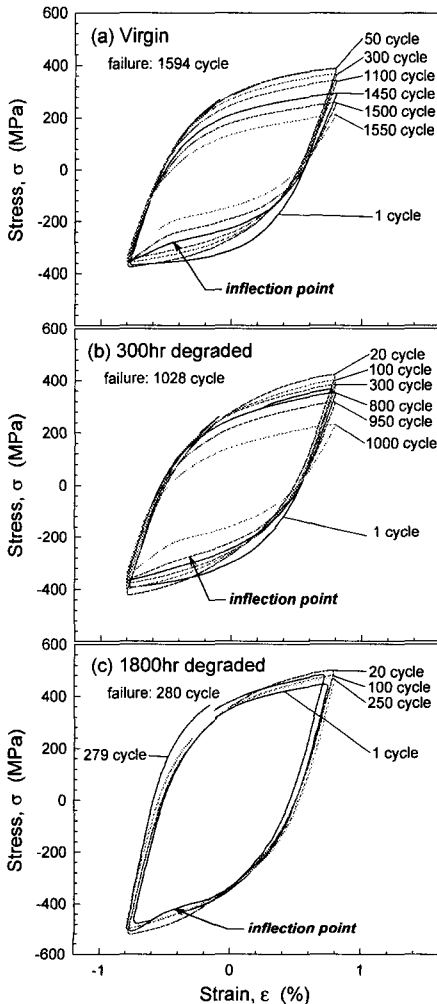 600
(a) Virgin
failure: 1594 cycle
50 cycle
300 cycle
1100 cycle
1450 cycle
1500 cycle
1550 cycle
400
200
0
-200
-400
Stress, σ (MPa)
1 cycle
inflection point
600
(b) 300hr degraded
failure: 1028 cycle
20 cycle
100 cycle
300 cycle
800 cycle
950 cycle
1000 cycle
400
200
0
-200
-400
Stress, σ (MPa)
1 cycle
inflection point
600
(c) 1800hr degraded
failure: 280 cycle
20 cycle
100 cycle
250 cycle
1 cycle
279 cycle
400
200
0
-200
-400
-600
Stress, σ (MPa)
inflection point
-1
0
1
Strain, ε (%)